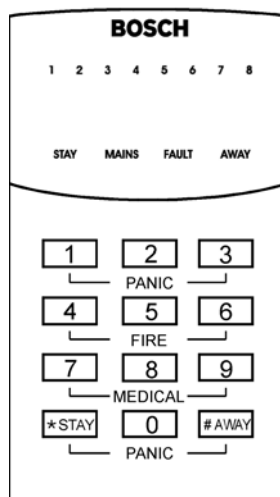 BOSCH
1 2 3 4 5 6 7 8
STAY MAINS FAULT AWAY
1 2 3
PANIC
4 5 6
FIRE
7 8 9
MEDICAL
*STAY 0 #AWAY
PANIC